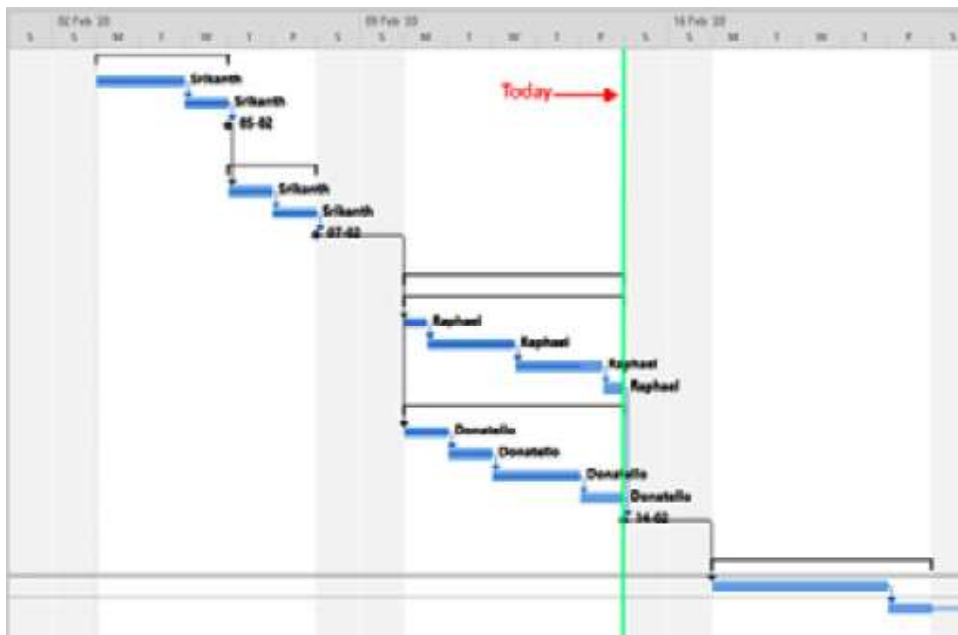 02 Feb '20 09 Feb '20 16 Feb '20
S S M T W T F S S M T W T F S S M T W T F S
Srikanth
Today
Srikanth
05-02
Srikanth
Srikanth
07-02
Raphael
Raphael
Raphael
Raphael
Donatello
Donatello
Donatello
Donatello
14-02